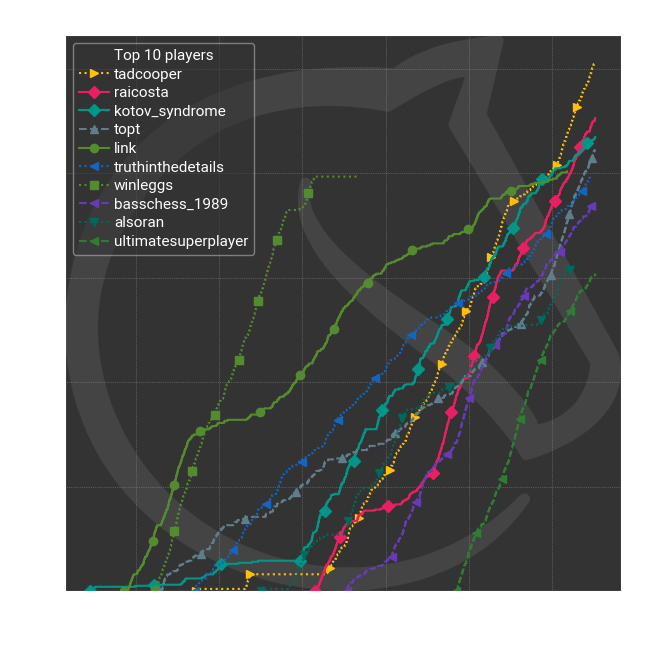 Top 10 players
tadcooper
raicosta
kotov_syndrome
topt
link
truthinthedetails
winleggs
basschess_1989
alsoran
ultimatesuperplayer